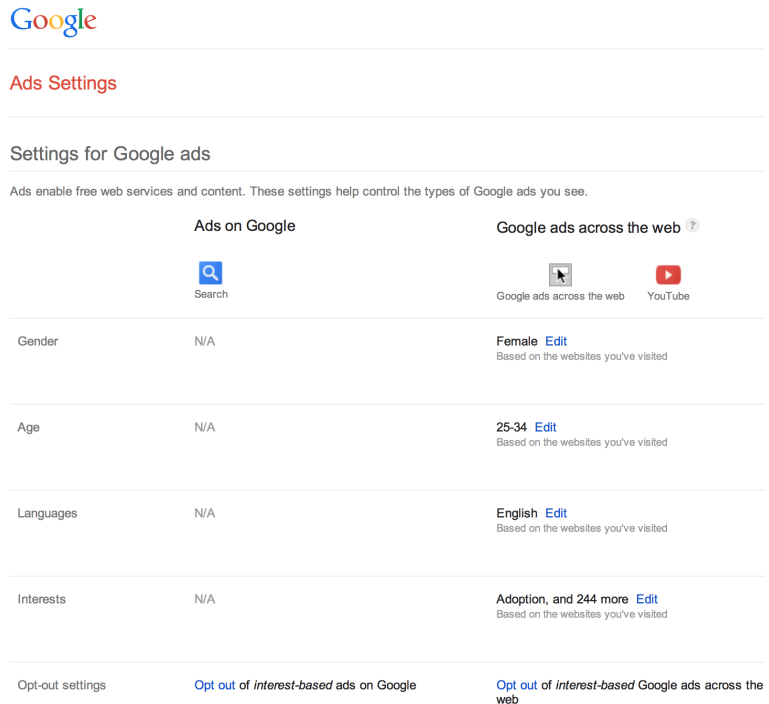 Google
Ads Settings
Settings for Google ads
Ads enable free web services and content. These settings help control the types of Google ads you see.
Ads on Google
Google ads across the web ?
Search
Google ads across the web
YouTube
Gender
N/A
Female Edit
Based on the websites you've visited
Age
N/A
25-34 Edit
Based on the websites you've visited
Languages
N/A
English Edit
Based on the websites you've visited
Interests
N/A
Adoption, and 244 more Edit
Based on the websites you've visited
Opt-out settings
Opt out of interest-based ads on Google
Opt out of interest-based Google ads across the
web